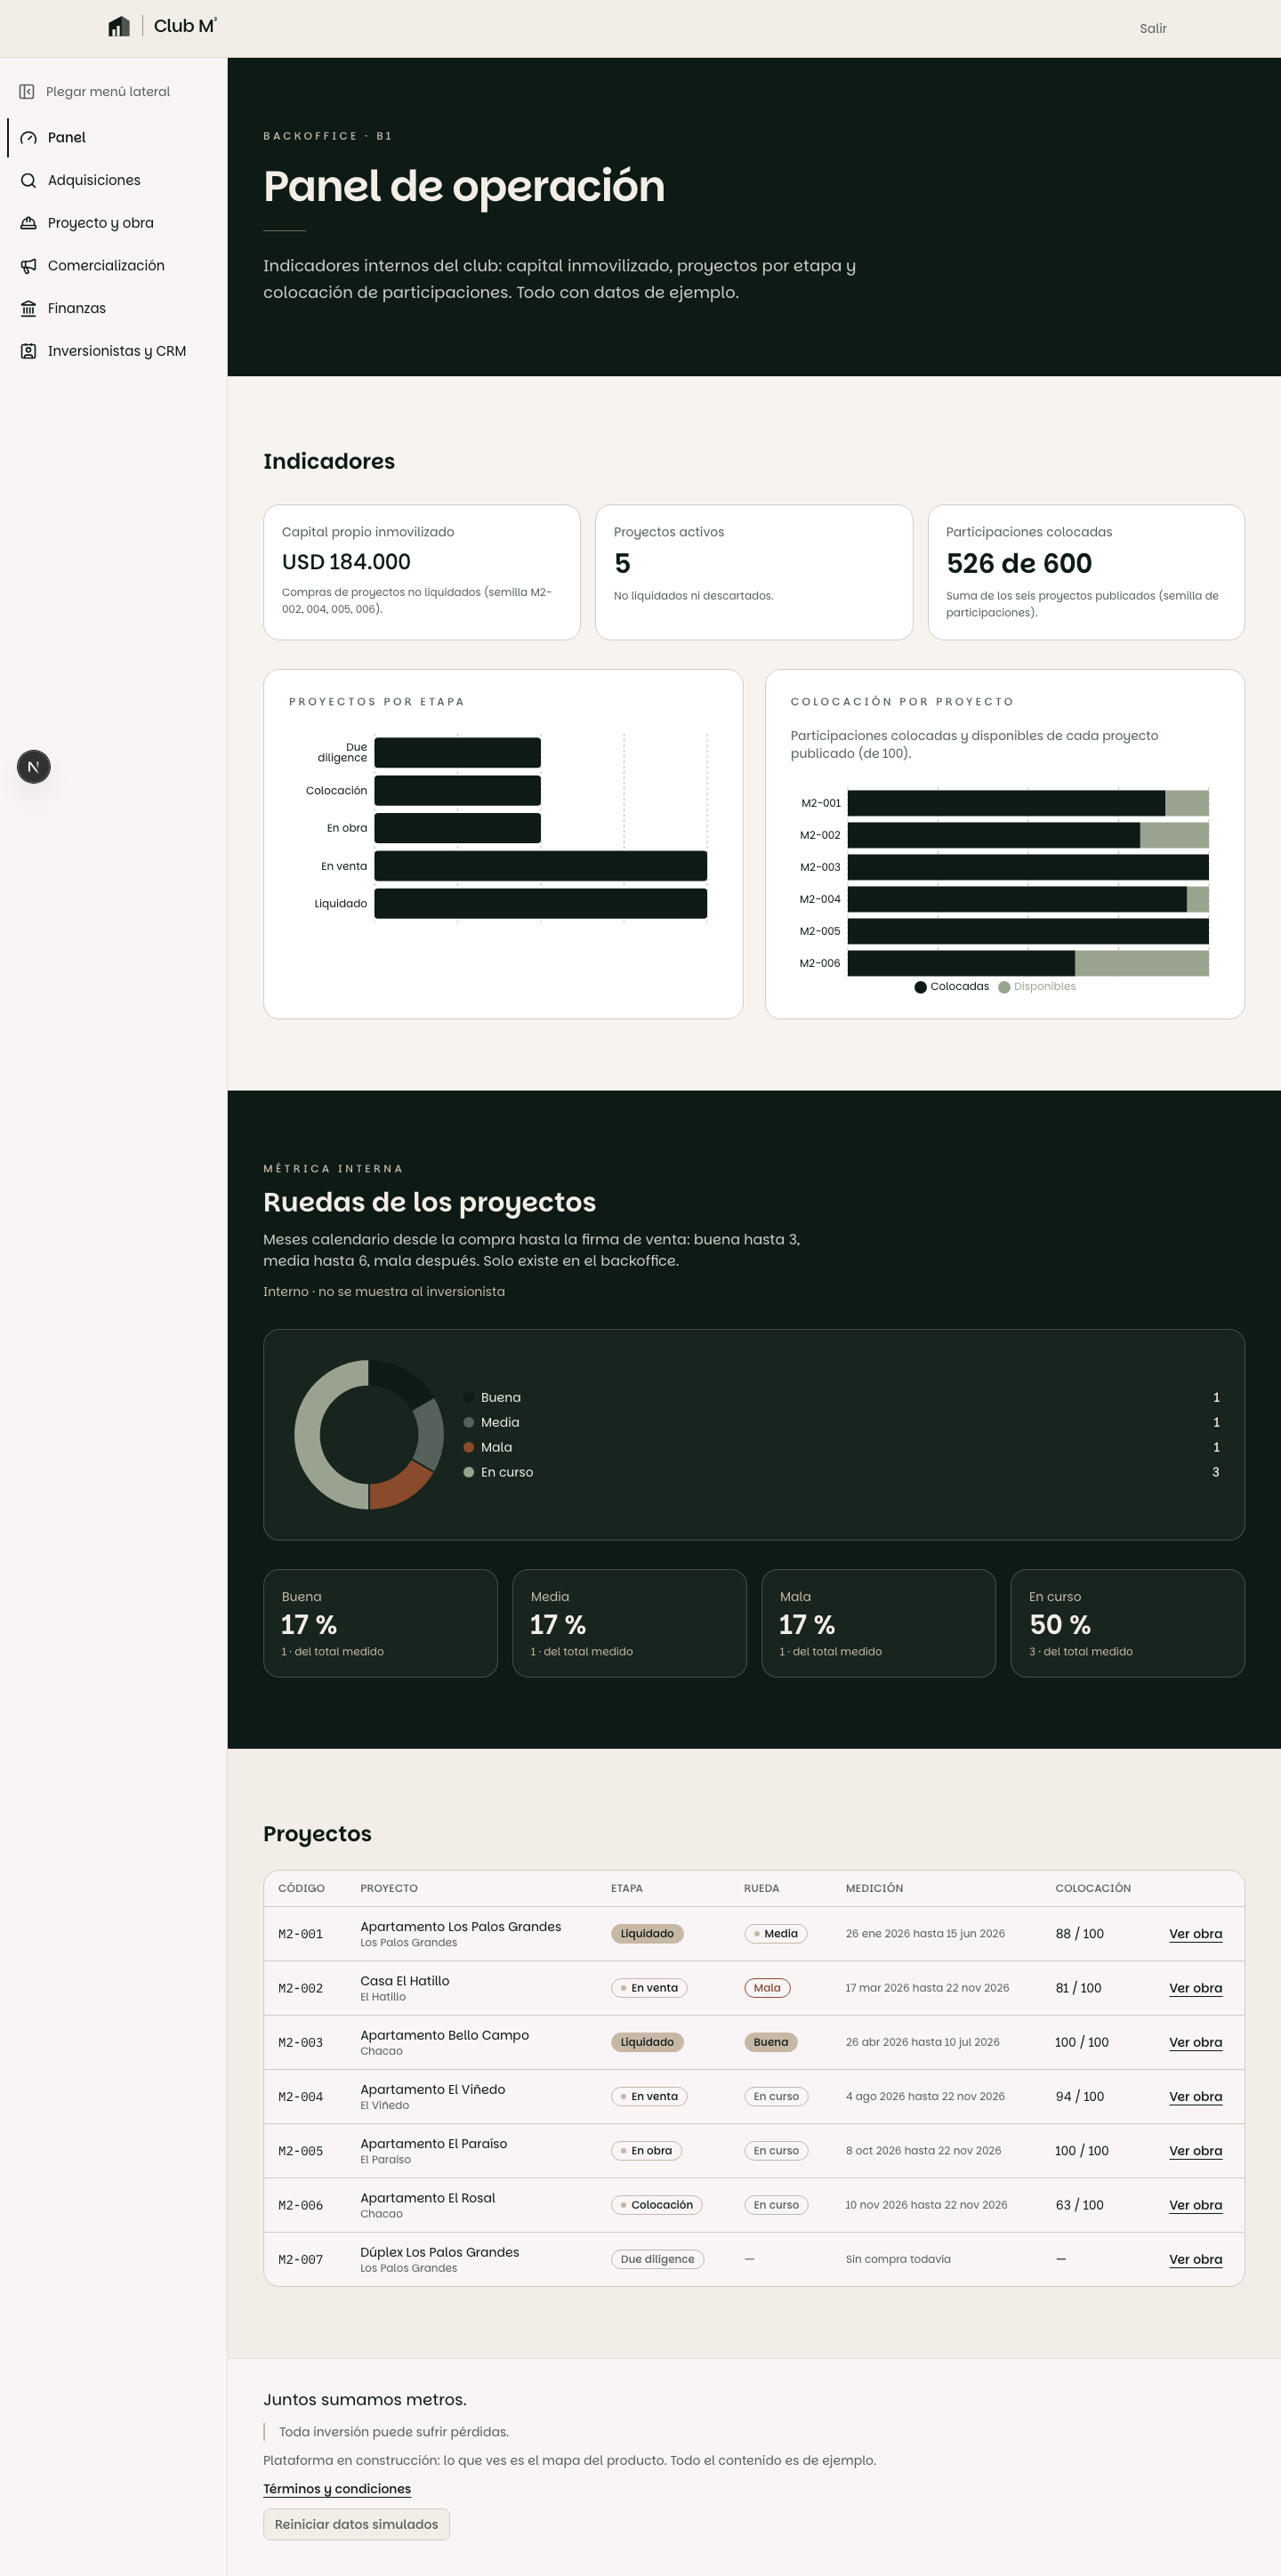 Club M²
Salir
Plegar menú lateral
Panel
Adquisiciones
Proyecto y obra
Comercialización
Finanzas
Inversionistas y CRM
BACKOFFICE · B1
Panel de operación
Indicadores internos del club: capital inmovilizado, proyectos por etapa y
colocación de participaciones. Todo con datos de ejemplo.
Indicadores
Capital propio inmovilizado
USD 184.000
Compras de proyectos no liquidados (semilla M2-
002, 004, 005, 006).
Proyectos activos
5
No liquidados ni descartados.
Participaciones colocadas
526 de 600
Suma de los seis proyectos publicados (semilla de
participaciones).
PROYECTOS POR ETAPA
Due
diligence
Colocación
En obra
En venta
Liquidado
COLOCACIÓN POR PROYECTO
Participaciones colocadas y disponibles de cada proyecto
publicado (de 100).
M2-001
M2-002
M2-003
M2-004
M2-005
M2-006
Colocadas Disponibles
N
MÉTRICA INTERNA
Ruedas de los proyectos
Meses calendario desde la compra hasta la firma de venta: buena hasta 3,
media hasta 6, mala después. Solo existe en el backoffice.
Interno · no se muestra al inversionista
Buena 1
Media 1
Mala 1
En curso 3
Buena
17 %
1 · del total medido
Media
17 %
1 · del total medido
Mala
17 %
1 · del total medido
En curso
50 %
3 · del total medido
Proyectos
CÓDIGO PROYECTO ETAPA RUEDA MEDICIÓN COLOCACIÓN
M2-001 Apartamento Los Palos Grandes Liquidado Media 26 ene 2026 hasta 15 jun 2026 88 / 100 Ver obra
Los Palos Grandes
M2-002 Casa El Hatillo En venta Mala 17 mar 2026 hasta 22 nov 2026 81 / 100 Ver obra
El Hatillo
M2-003 Apartamento Bello Campo Liquidado Buena 26 abr 2026 hasta 10 jul 2026 100 / 100 Ver obra
Chacao
M2-004 Apartamento El Viñedo En venta En curso 4 ago 2026 hasta 22 nov 2026 94 / 100 Ver obra
El Viñedo
M2-005 Apartamento El Paraíso En obra En curso 8 oct 2026 hasta 22 nov 2026 100 / 100 Ver obra
El Paraíso
M2-006 Apartamento El Rosal Colocación En curso 10 nov 2026 hasta 22 nov 2026 63 / 100 Ver obra
Chacao
M2-007 Dúplex Los Palos Grandes Due diligence — Sin compra todavía — Ver obra
Los Palos Grandes
Juntos sumamos metros.
Toda inversión puede sufrir pérdidas.
Plataforma en construcción: lo que ves es el mapa del producto. Todo el contenido es de ejemplo.
Términos y condiciones
Reiniciar datos simulados